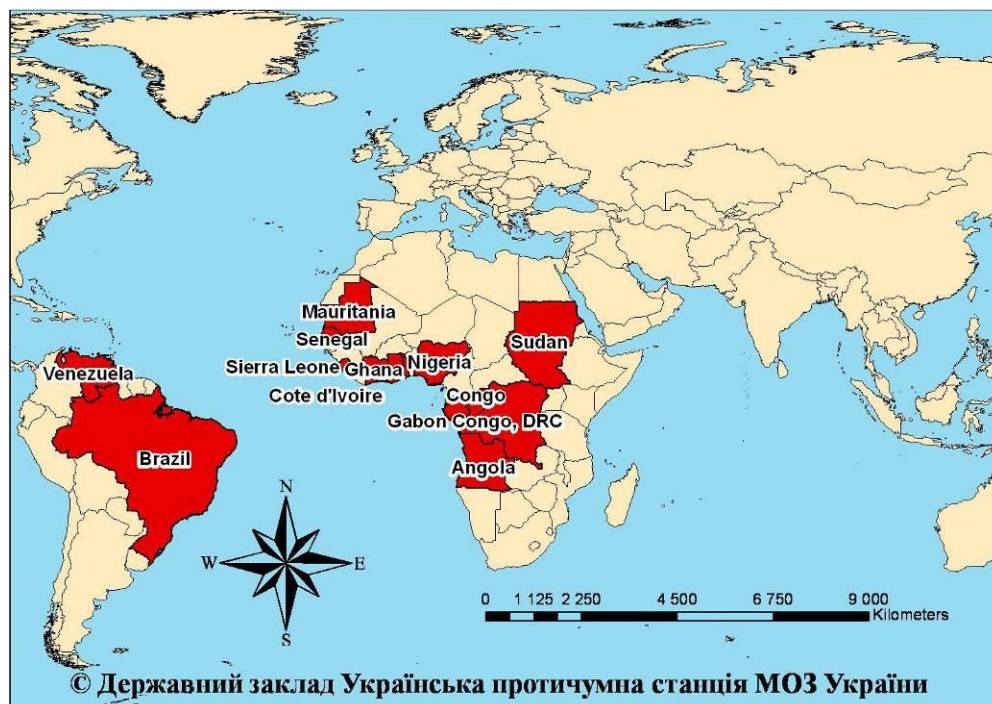 Mauritania
Senegal
Sudan
Sierra Leone Ghana Nigeria
Venezuela
Cote d'Ivoire
Congo
Gabon Congo, DRC
Brazil
Angola
N
W E
S
0 1 125 2 250 4 500 6 750 9 000
Kilometers
© Державний заклад Українська протичумна станція МОЗ України